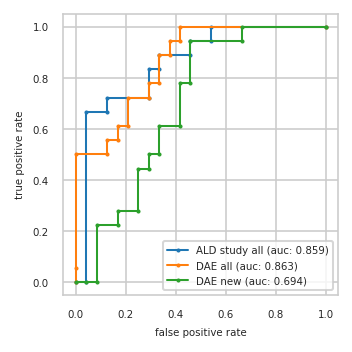 1.0
0.8
0.6
0.4
0.2
0.0
true positive rate
ALD study all (auc: 0.859)
DAE all (auc: 0.863)
DAE new (auc: 0.694)
0.0 0.2 0.4 0.6 0.8 1.0
false positive rate